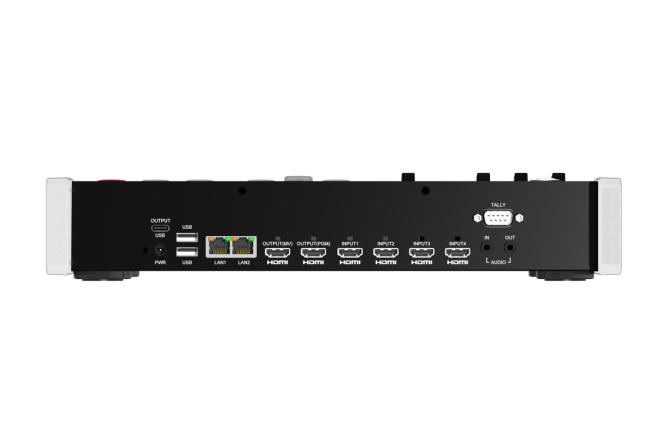 TALLY
OUTPUT
USB
USB
OUTPUT(MV) OUTPUT(PGM) INPUT1 INPUT2 INPUT3 INPUT4 IN OUT
PWR USB LAN1 LAN2 HDMI HDMI HDMI HDMI HDMI HDMI AUDIO